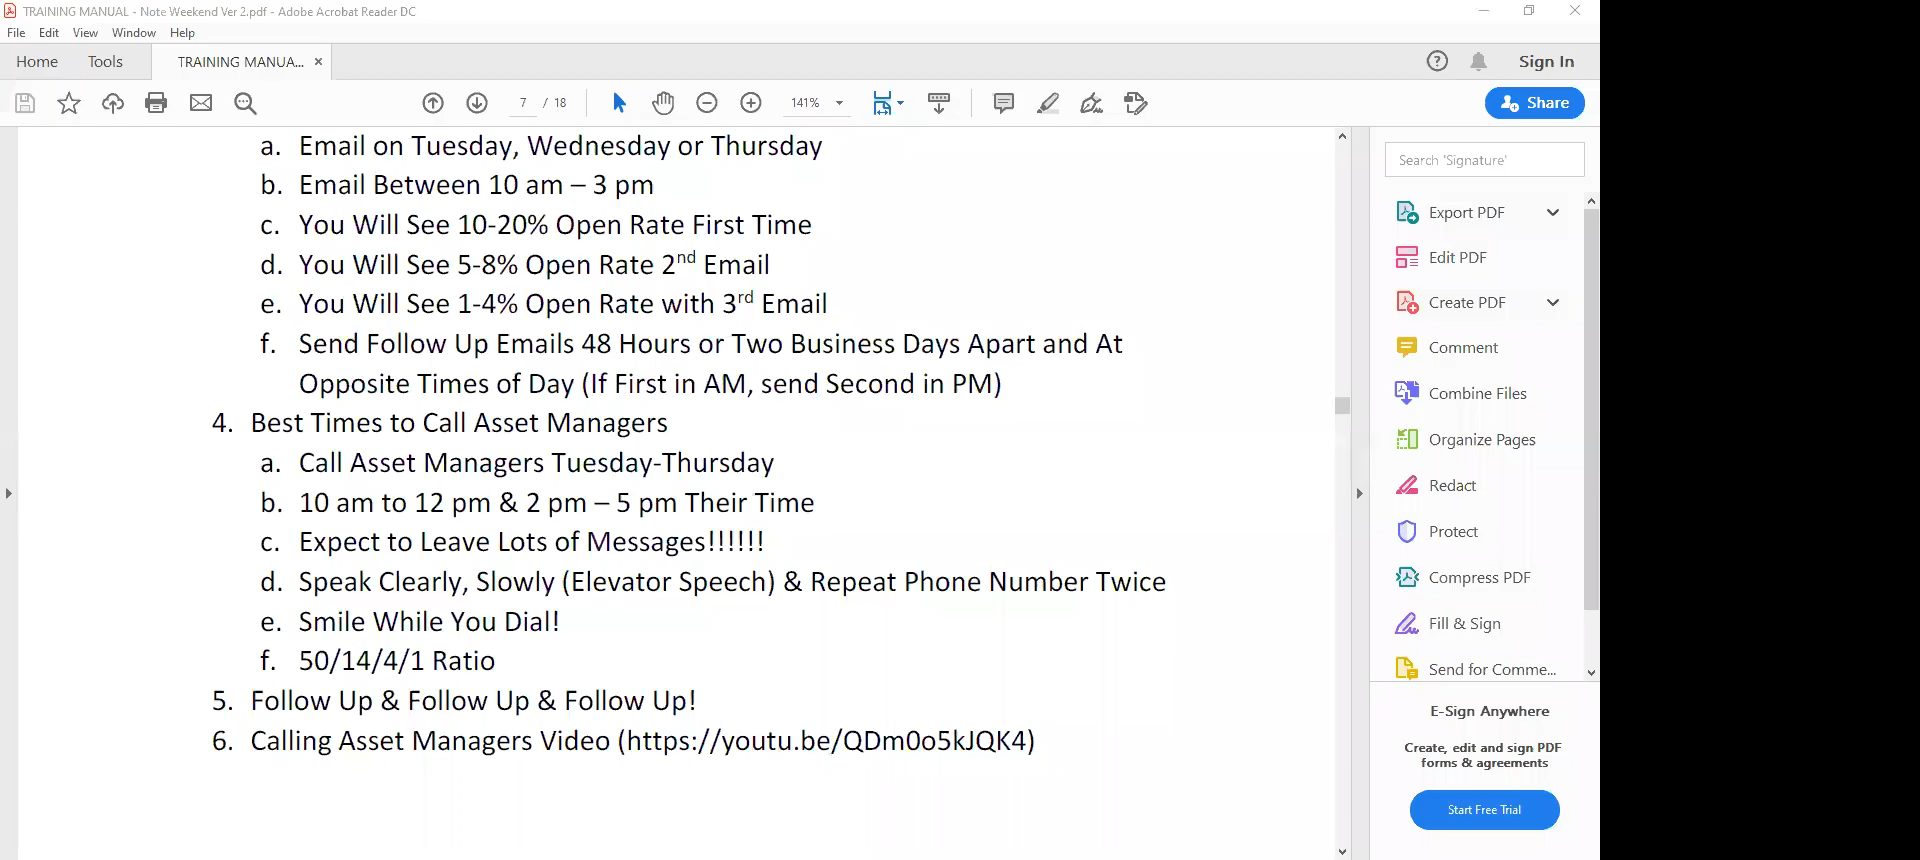 TRAINING MANUAL - Note Weekend Ver 2.pdf - Adobe Acrobat Reader DC
File Edit View Window Help
Home Tools TRAINING MANUA... × Sign In
7 / 18 141% Share
a. Email on Tuesday, Wednesday or Thursday
b. Email Between 10 am – 3 pm
c. You Will See 10-20% Open Rate First Time
d. You Will See 5-8% Open Rate 2nd Email
e. You Will See 1-4% Open Rate with 3rd Email
f. Send Follow Up Emails 48 Hours or Two Business Days Apart and At
Opposite Times of Day (If First in AM, send Second in PM)
4. Best Times to Call Asset Managers
a. Call Asset Managers Tuesday-Thursday
b. 10 am to 12 pm & 2 pm – 5 pm Their Time
c. Expect to Leave Lots of Messages!!!!!!
d. Speak Clearly, Slowly (Elevator Speech) & Repeat Phone Number Twice
e. Smile While You Dial!
f. 50/14/4/1 Ratio
5. Follow Up & Follow Up & Follow Up!
6. Calling Asset Managers Video (https://youtu.be/QDm0o5kJQK4)
Search 'Signature'
Export PDF
Edit PDF
Create PDF
Comment
Combine Files
Organize Pages
Redact
Protect
Compress PDF
Fill & Sign
Send for Comme...
E-Sign Anywhere
Create, edit and sign PDF
forms & agreements
Start Free Trial